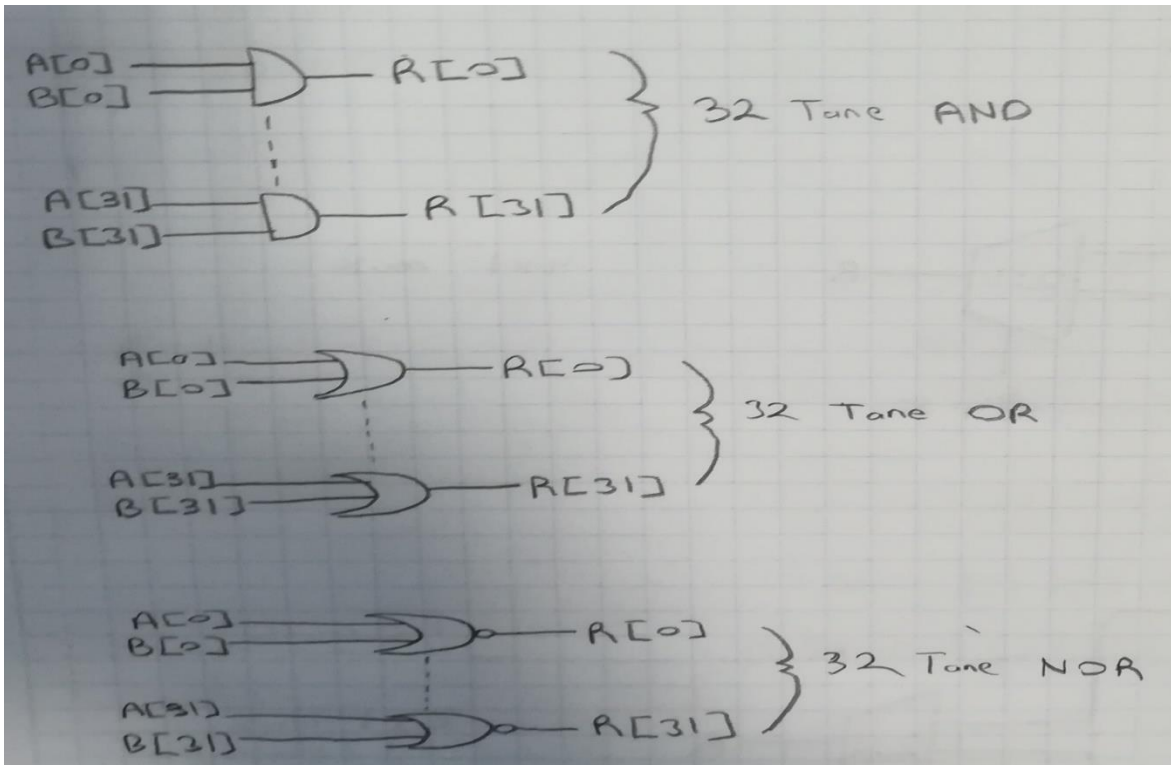 A[0]
B[0]
R[0]
32 Tane AND
A[31]
B[31]
R[31]
A[0]
B[0]
R[0]
32 Tane OR
A[31]
B[31]
R[31]
A[0]
B[0]
R[0]
32 Tane NOR
A[31]
B[31]
R[31]